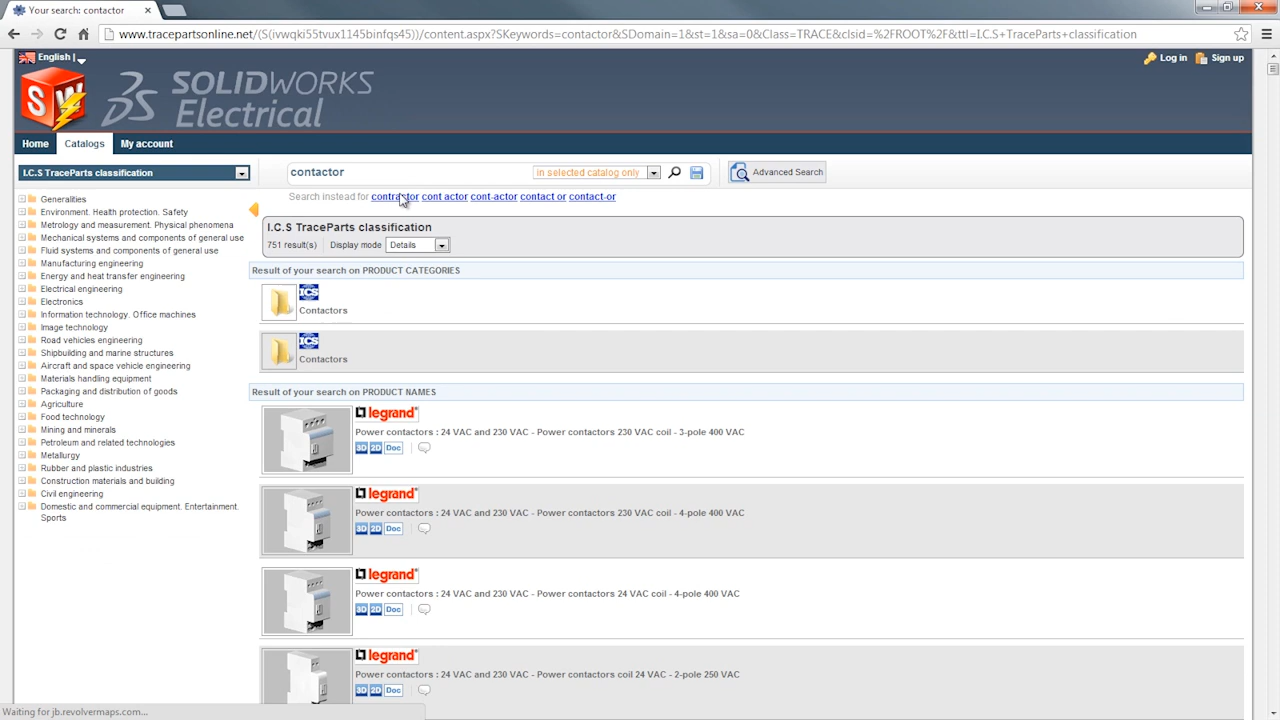 Your search: contactor
www.tracepartsonline.net/(S(ivwqki55tvux1145binfqs45))/content.aspx?SKeywords=contactor&SDomain=1&st=1&sa=0&Class=TRACE&clsid=%2FROOT%2F&ttl=I.C.S+TraceParts+classification
English |
Log in
Sign up
SW
SOLIDWORKS
Electrical
Home
Catalogs
My account
I.C.S TraceParts classification
contactor
in selected catalog only
Advanced Search
Search instead for contractor cont actor cont-actor contact or contact-or
Generalities
Environment. Health protection. Safety
Metrology and measurement. Physical phenomena
Mechanical systems and components of general use
Fluid systems and components of general use
Manufacturing engineering
Energy and heat transfer engineering
Electrical engineering
Electronics
Information technology. Office machines
Image technology
Road vehicles engineering
Shipbuilding and marine structures
Aircraft and space vehicle engineering
Materials handling equipment
Packaging and distribution of goods
Agriculture
Food technology
Mining and minerals
Petroleum and related technologies
Metallurgy
Rubber and plastic industries
Construction materials and building
Civil engineering
Domestic and commercial equipment. Entertainment.
Sports
I.C.S TraceParts classification
751 result(s) Display mode Details
Result of your search on PRODUCT CATEGORIES
ICS
Contactors
ICS
Contactors
Result of your search on PRODUCT NAMES
legrand
Power contactors : 24 VAC and 230 VAC - Power contactors 230 VAC coil - 3-pole 400 VAC
3D 2D Doc
legrand
Power contactors : 24 VAC and 230 VAC - Power contactors 230 VAC coil - 4-pole 400 VAC
3D 2D Doc
legrand
Power contactors : 24 VAC and 230 VAC - Power contactors 24 VAC coil - 4-pole 400 VAC
3D 2D Doc
legrand
Power contactors : 24 VAC and 230 VAC - Power contactors coil 24 VAC - 2-pole 250 VAC
3D 2D Doc
Waiting for jb.revolvermaps.com...